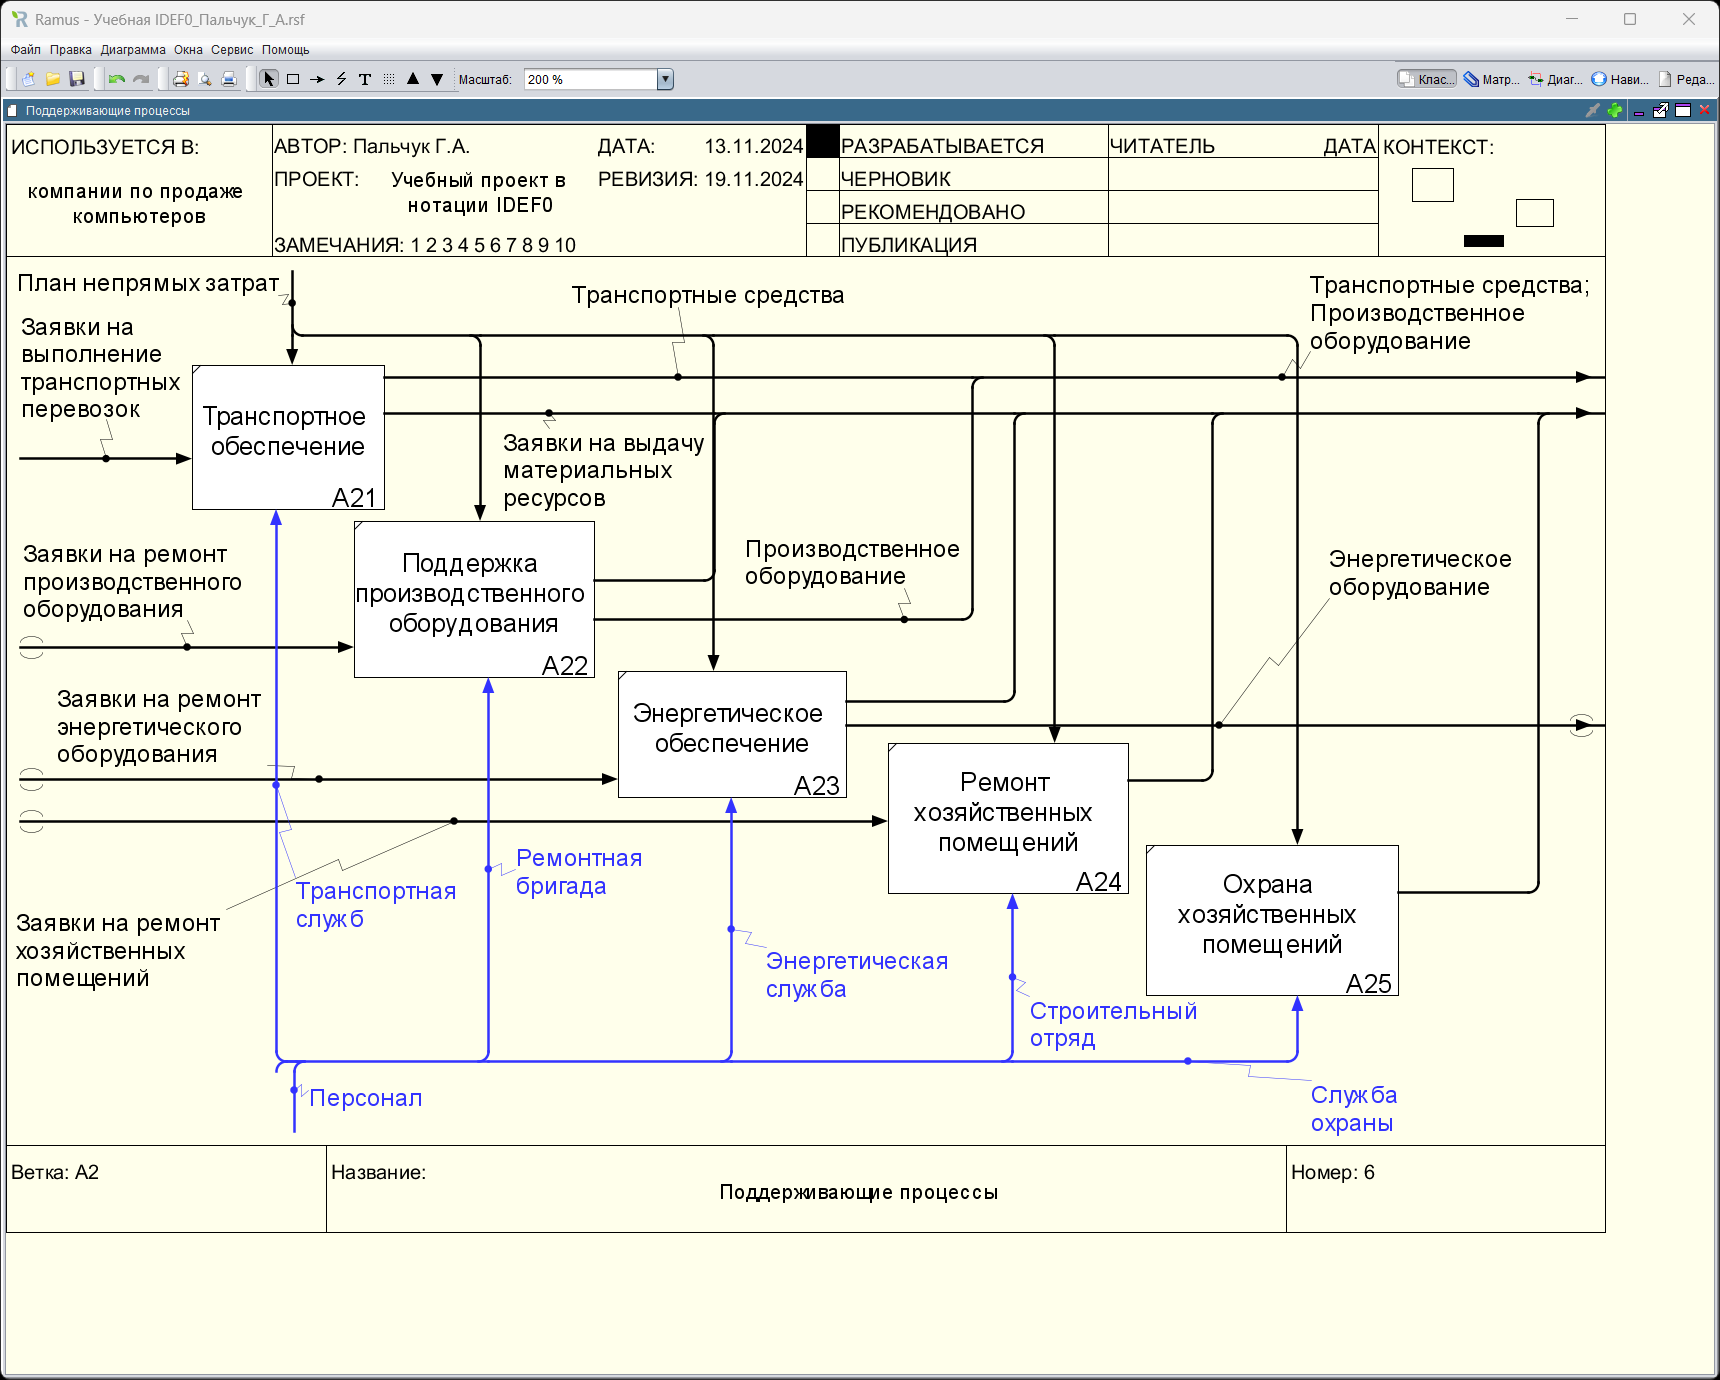 Ramus - Учебная IDEF0_Пальчук_Г_А.rsf
Файл Правка Диаграмма Окна Сервис Помощь
Масштаб: 200 % Клас... Матр... Диаг... Нави... Реда...
Поддерживающие процессы
ИСПОЛЬЗУЕТСЯ В:
компании по продаже
компьютеров
АВТОР: Пальчук Г.А.
ДАТА: 13.11.2024
ПРОЕКТ: Учебный проект в
нотации IDEF0
РЕВИЗИЯ: 19.11.2024
ЗАМЕЧАНИЯ: 1 2 3 4 5 6 7 8 9 10
РАЗРАБАТЫВАЕТСЯ
ЧЕРНОВИК
РЕКОМЕНДОВАНО
ПУБЛИКАЦИЯ
ЧИТАТЕЛЬ ДАТА
КОНТЕКСТ:
План непрямых затрат
Транспортные средства
Транспортные средства;
Производственное
оборудование
Заявки на
выполнение
транспортных
перевозок
Транспортное
обеспечение
A21
Заявки на выдачу
материальных
ресурсов
Заявки на ремонт
производственного
оборудования
Поддержка
производственного
оборудования
A22
Производственное
оборудование
Энергетическое
оборудование
Заявки на ремонт
энергетического
оборудования
Энергетическое
обеспечение
A23
Ремонт
хозяйственных
помещений
A24
Ремонтная
бригада
Транспортная
служб
Заявки на ремонт
хозяйственных
помещений
Охрана
хозяйственных
помещений
A25
Энергетическая
служба
Строительный
отряд
Персонал
Служба
охраны
Ветка: A2
Название:
Поддерживающие процессы
Номер: 6